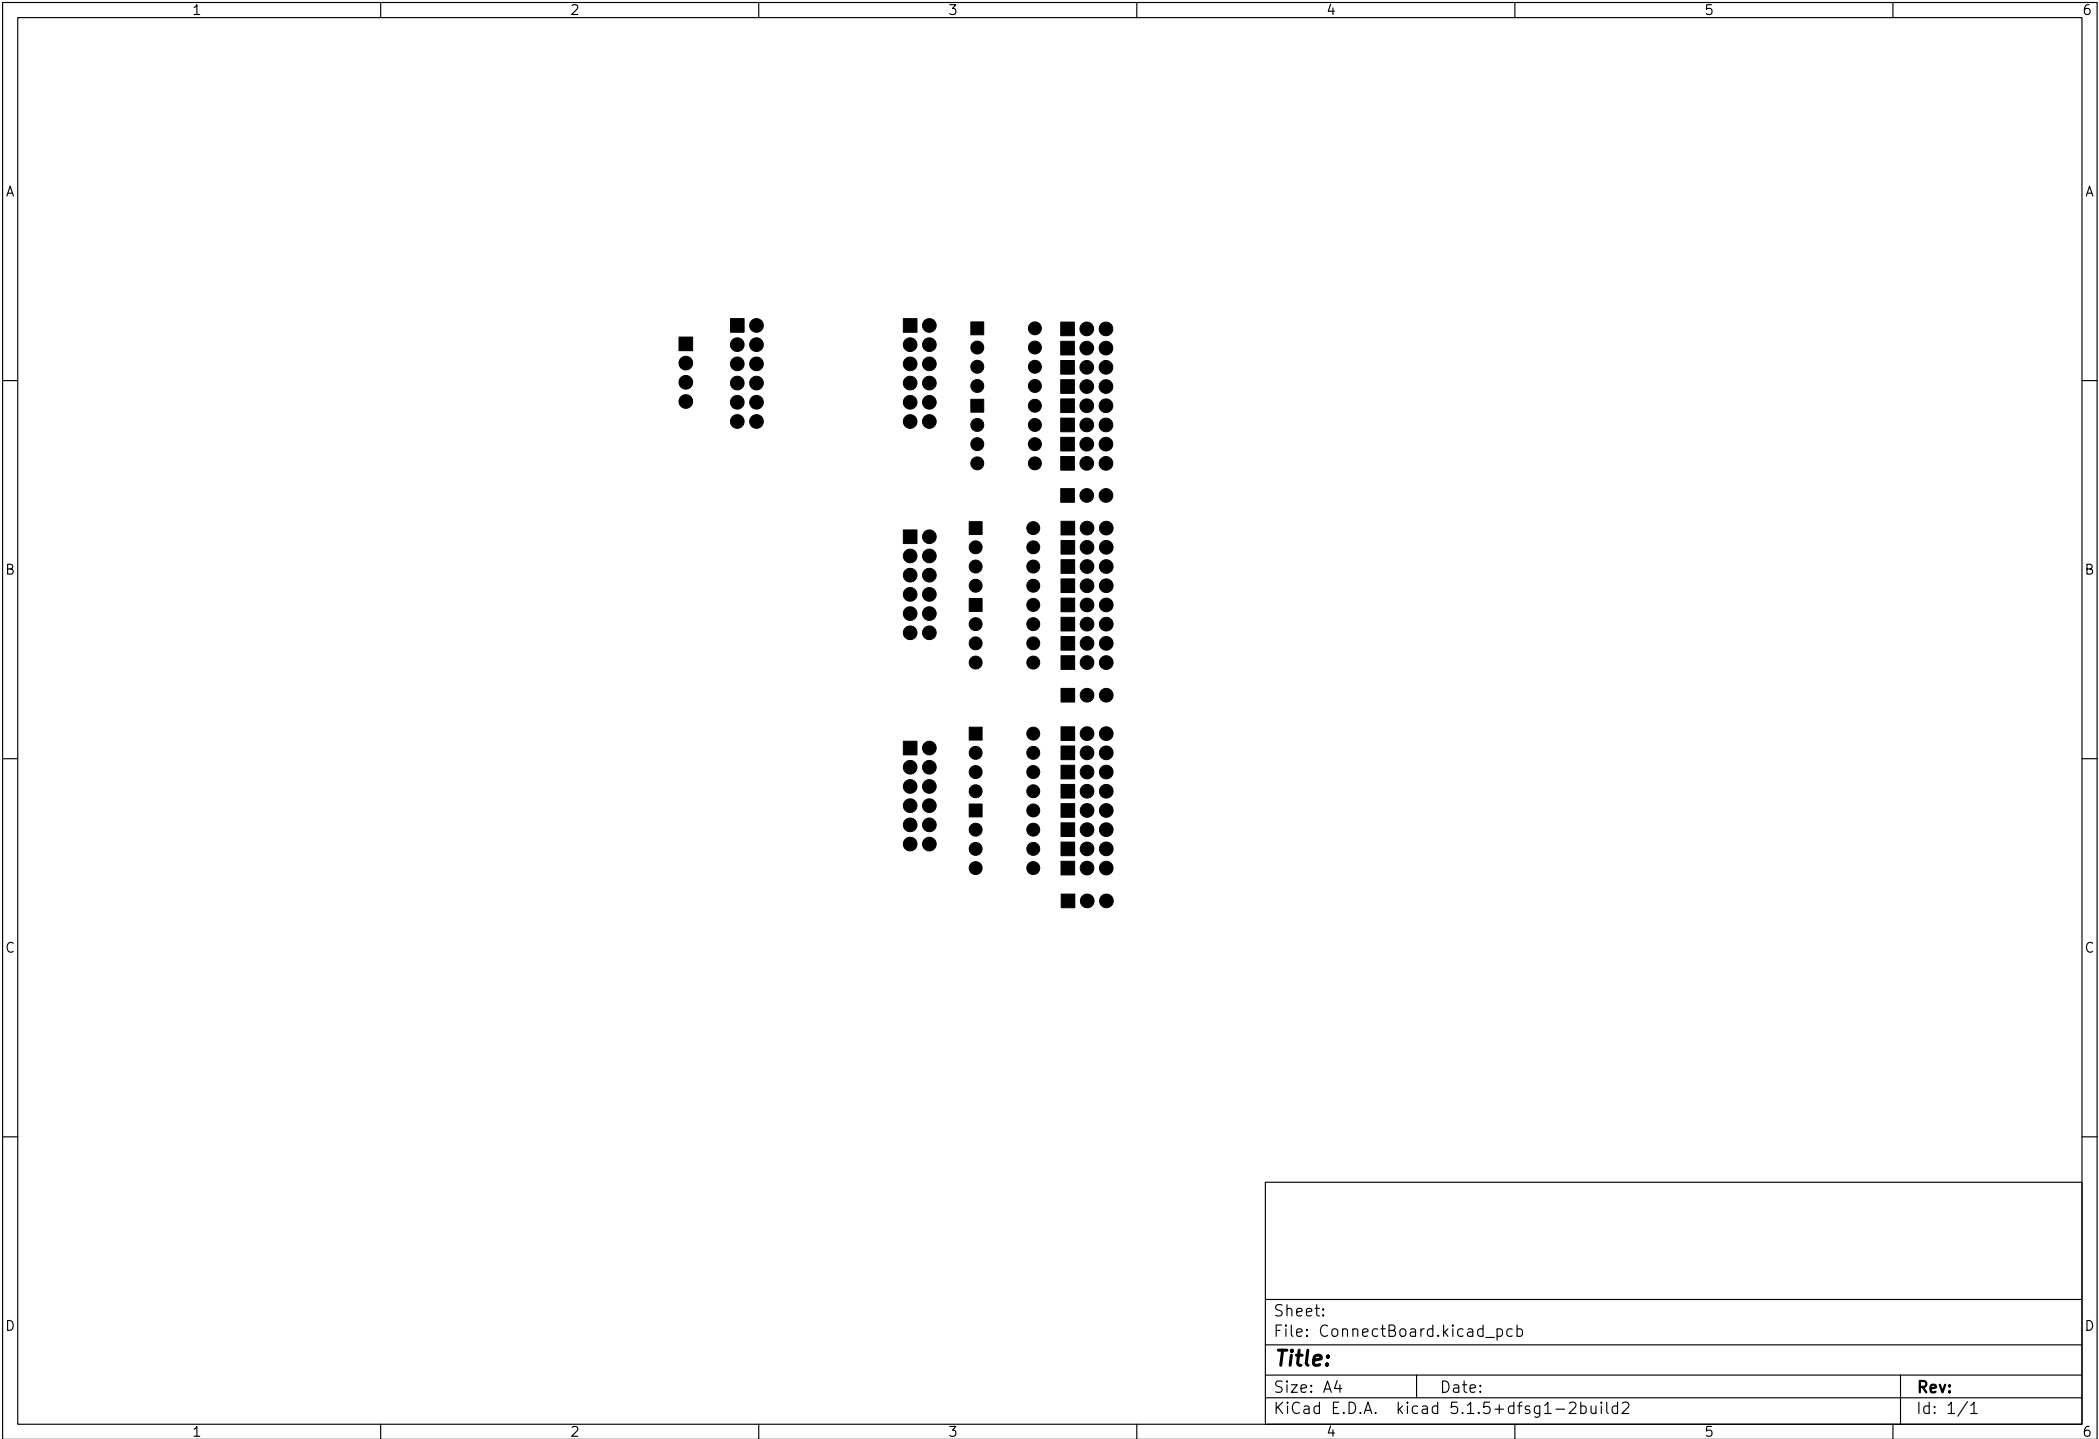 1 2 3 4 5 6
A A
B B
C C
D D
Sheet:
File: ConnectBoard.kicad_pcb
Title:
Size: A4 Date: Rev:
KiCad E.D.A. kicad 5.1.5+dfsg1-2build2 Id: 1/1
1 2 3 4 5 6